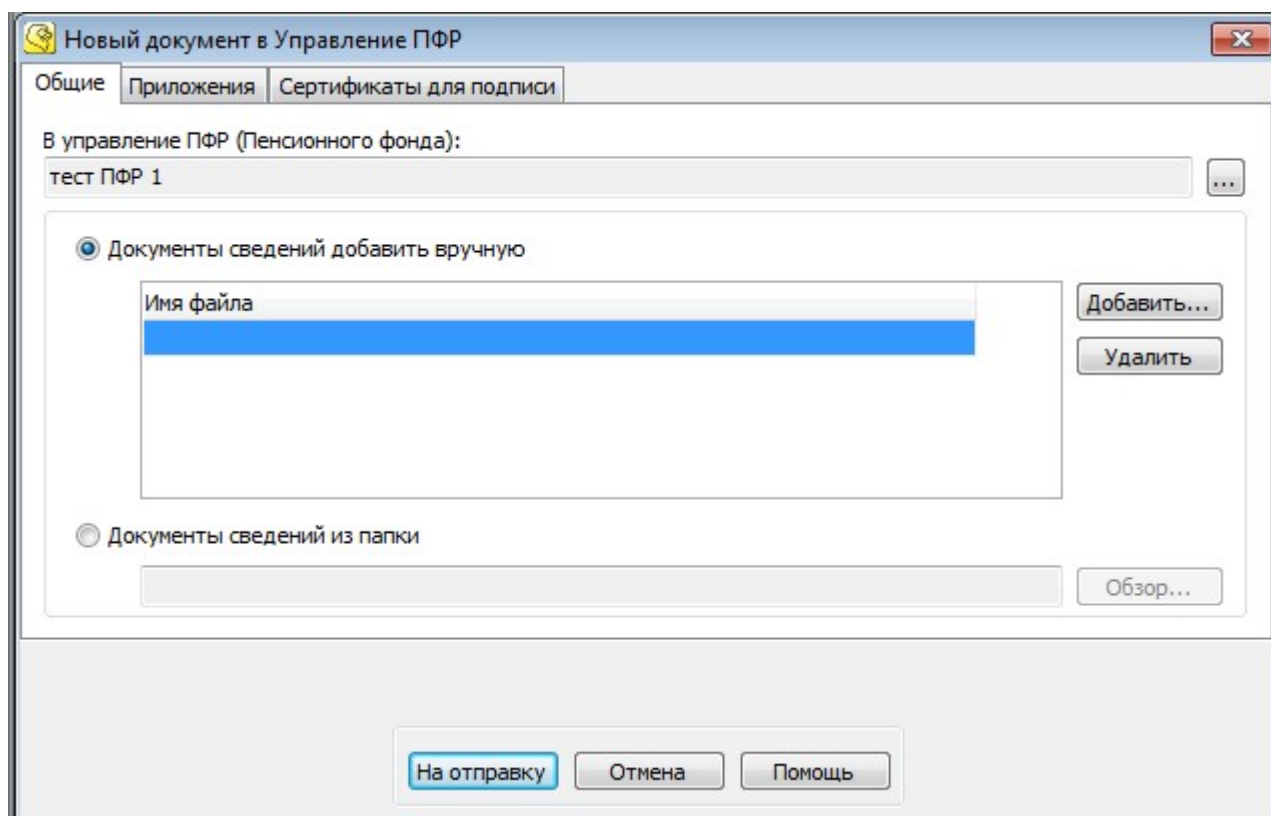 Новый документ в Управление ПФР
Общие Приложения Сертификаты для подписи
В управление ПФР (Пенсионного фонда):
тест ПФР 1 ...
Документы сведений добавить вручную
Имя файла Добавить...
Удалить
Документы сведений из папки
Обзор...
На отправку Отмена Помощь